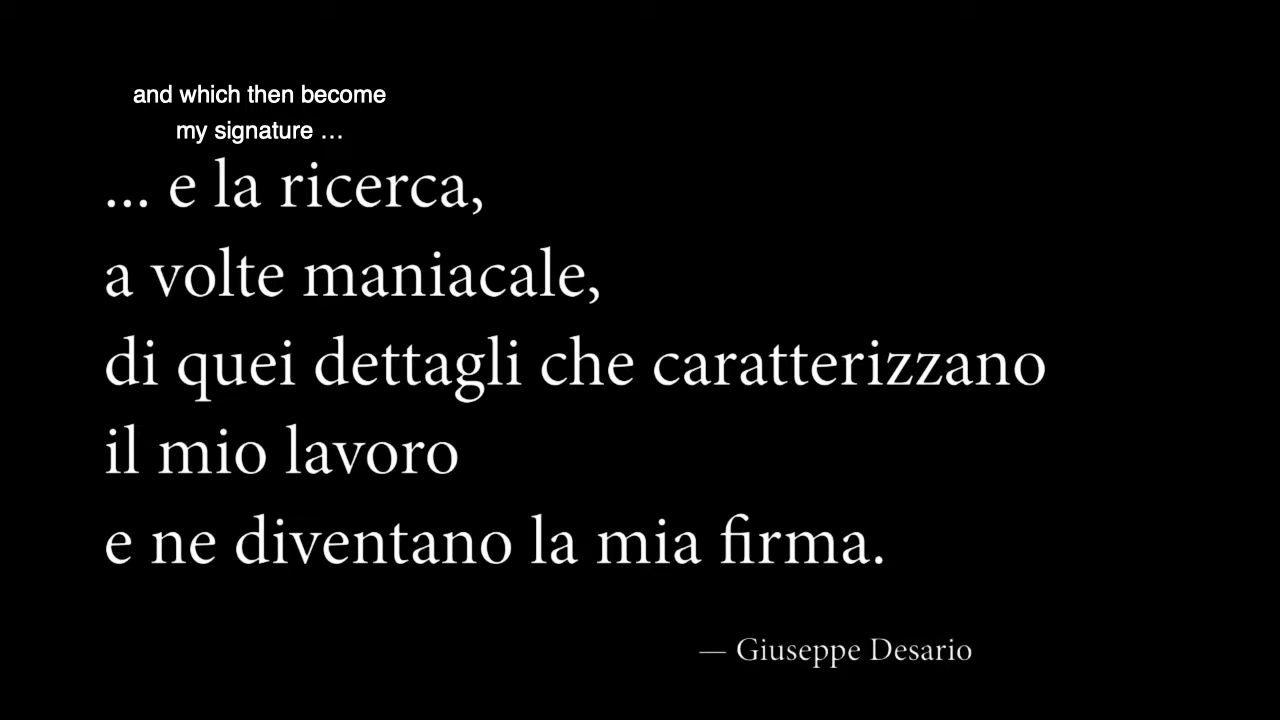 and which then become
my signature …
... e la ricerca,
a volte maniacale,
di quei dettagli che caratterizzano
il mio lavoro
e ne diventano la mia firma.
— Giuseppe Desario